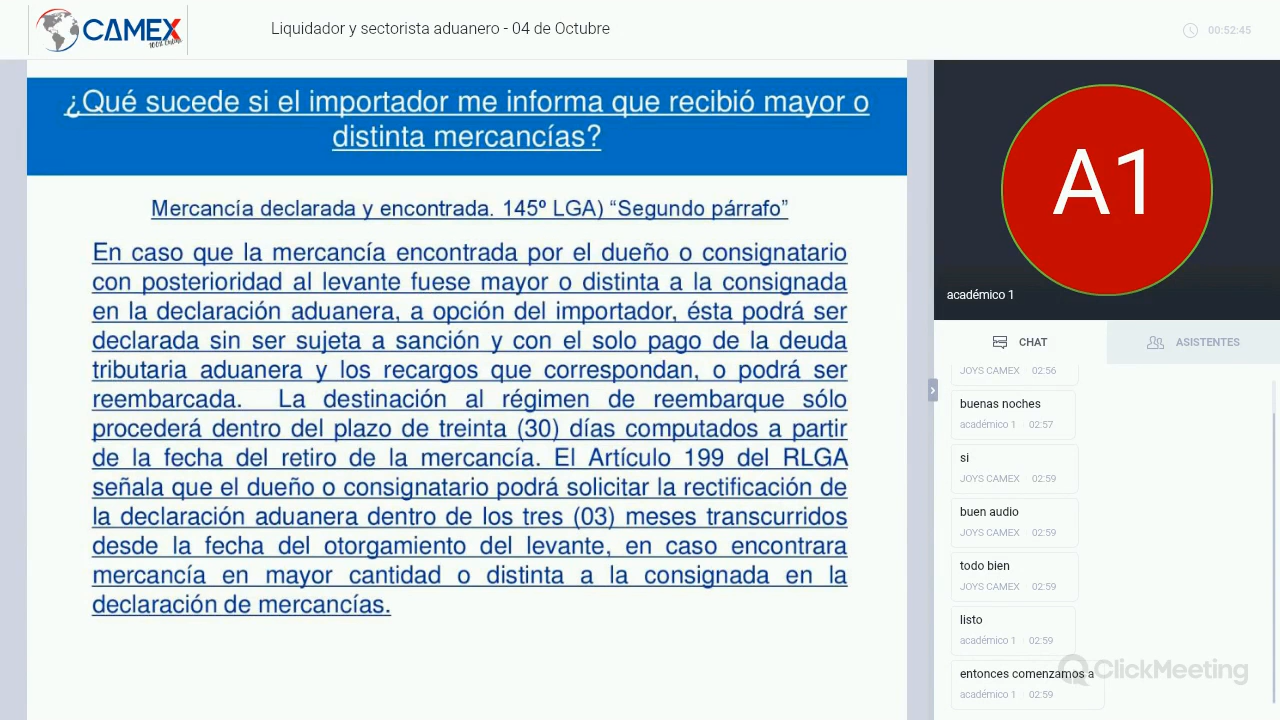 CAMEX
100% Online
Liquidador y sectorista aduanero - 04 de Octubre
00:52:45
¿Qué sucede si el importador me informa que recibió mayor o
distinta mercancías?
Mercancía declarada y encontrada. 145º LGA) “Segundo párrafo”
En caso que la mercancía encontrada por el dueño o consignatario
con posterioridad al levante fuese mayor o distinta a la consignada
en la declaración aduanera, a opción del importador, ésta podrá ser
declarada sin ser sujeta a sanción y con el solo pago de la deuda
tributaria aduanera y los recargos que correspondan, o podrá ser
reembarcada. La destinación al régimen de reembarque sólo
procederá dentro del plazo de treinta (30) días computados a partir
de la fecha del retiro de la mercancía. El Artículo 199 del RLGA
señala que el dueño o consignatario podrá solicitar la rectificación de
la declaración aduanera dentro de los tres (03) meses transcurridos
desde la fecha del otorgamiento del levante, en caso encontrara
mercancía en mayor cantidad o distinta a la consignada en la
declaración de mercancías.
A1
académico 1
CHAT
ASISTENTES
JOYS CAMEX 02:56
buenas noches
académico 1 02:57
si
JOYS CAMEX 02:59
buen audio
JOYS CAMEX 02:59
todo bien
JOYS CAMEX 02:59
listo
académico 1 02:59
entonces comenzamos a
académico 1 02:59
ClickMeeting